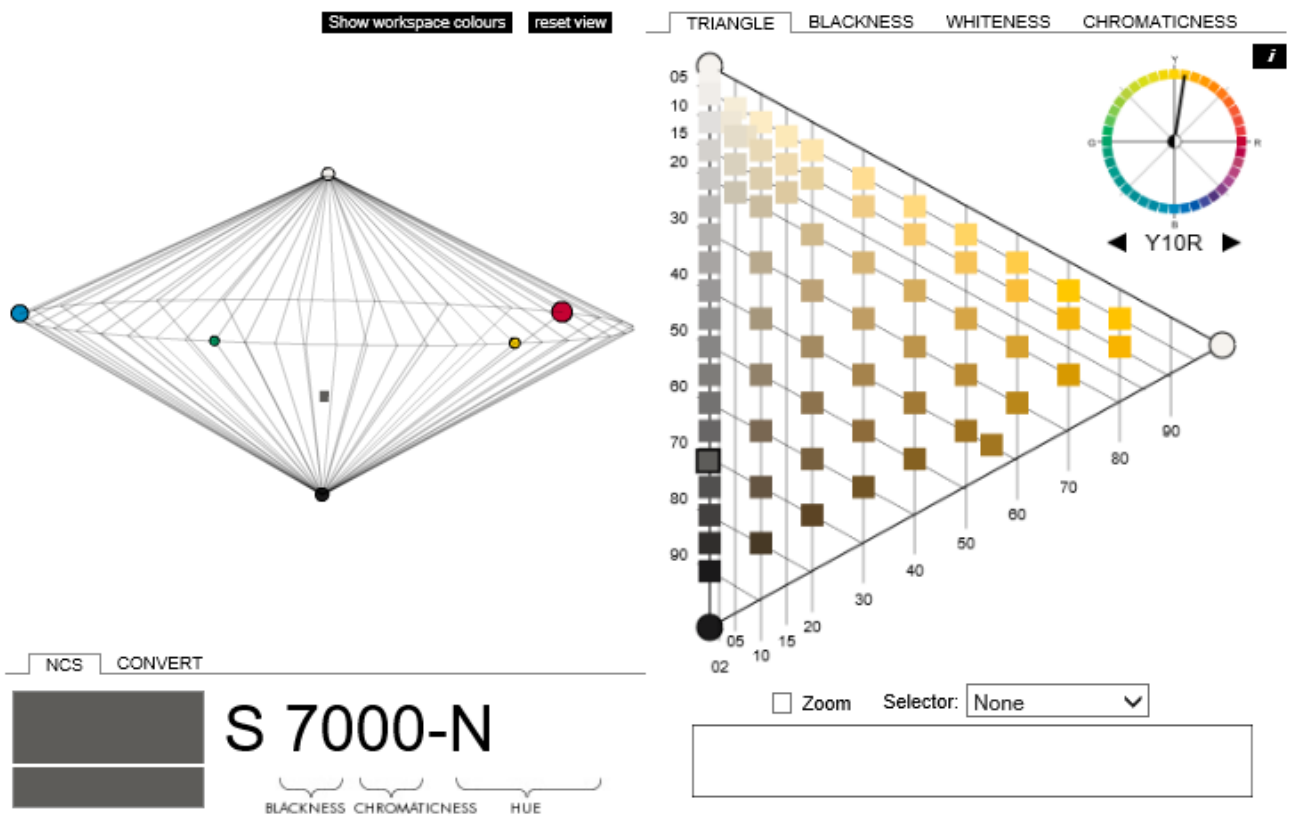 Show workspace colours reset view
TRIANGLE BLACKNESS WHITENESS CHROMATICNESS
i
05
10
15
20
30
40
50
60
70
80
90
Y
G
R
B
Y10R
90
80
70
60
50
40
30
20
15
10
05
02
NCS CONVERT
S 7000-N
BLACKNESS CHROMATICNESS HUE
Zoom Selector: None